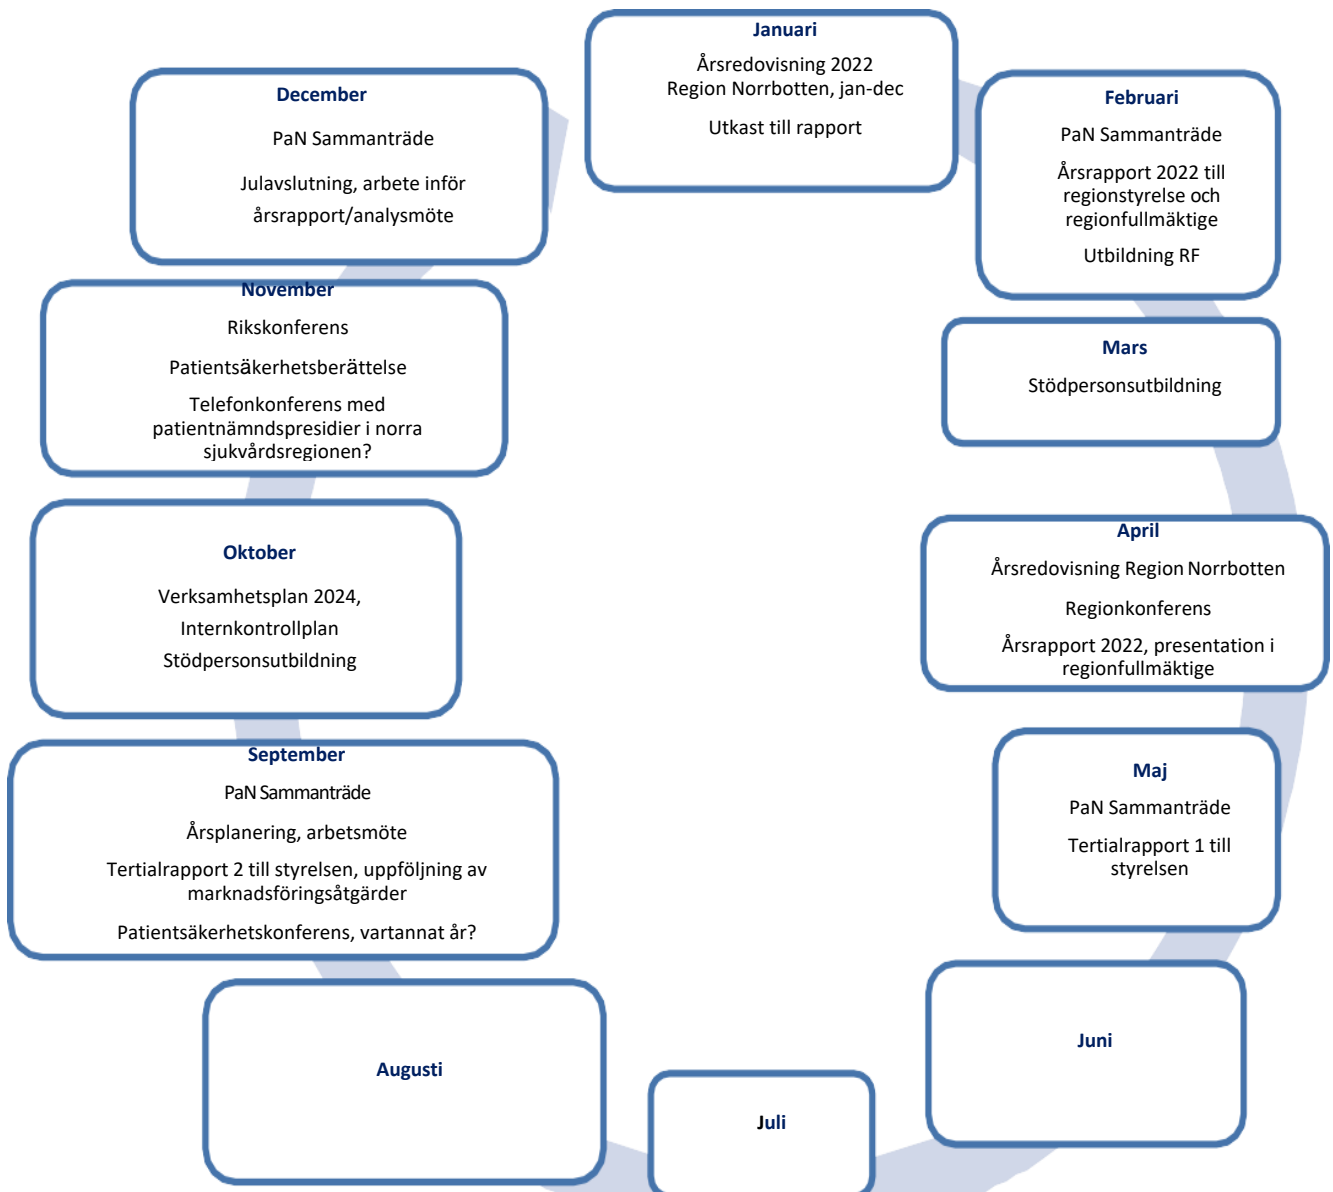 Januari
Årsredovisning 2022
Region Norrbotten, jan-dec
Utkast till rapport
Februari
PaN Sammanträde
Årsrapport 2022 till
regionstyrelse och
regionfullmäktige
Utbildning RF
Mars
Stödpersonsutbildning
April
Årsredovisning Region Norrbotten
Regionkonferens
Årsrapport 2022, presentation i
regionfullmäktige
Maj
PaN Sammanträde
Tertialrapport 1 till
styrelsen
Juni
Juli
Augusti
September
PaN Sammanträde
Årsplanering, arbetsmöte
Tertialrapport 2 till styrelsen, uppföljning av
marknadsföringsåtgärder
Patientsäkerhetskonferens, vartannat år?
Oktober
Verksamhetsplan 2024,
Internkontrollplan
Stödpersonsutbildning
November
Rikskonferens
Patientsäkerhetsberättelse
Telefonkonferens med
patientnämndspresidier i norra
sjukvårdsregionen?
December
PaN Sammanträde
Julavslutning, arbete inför
årsrapport/analysmöte